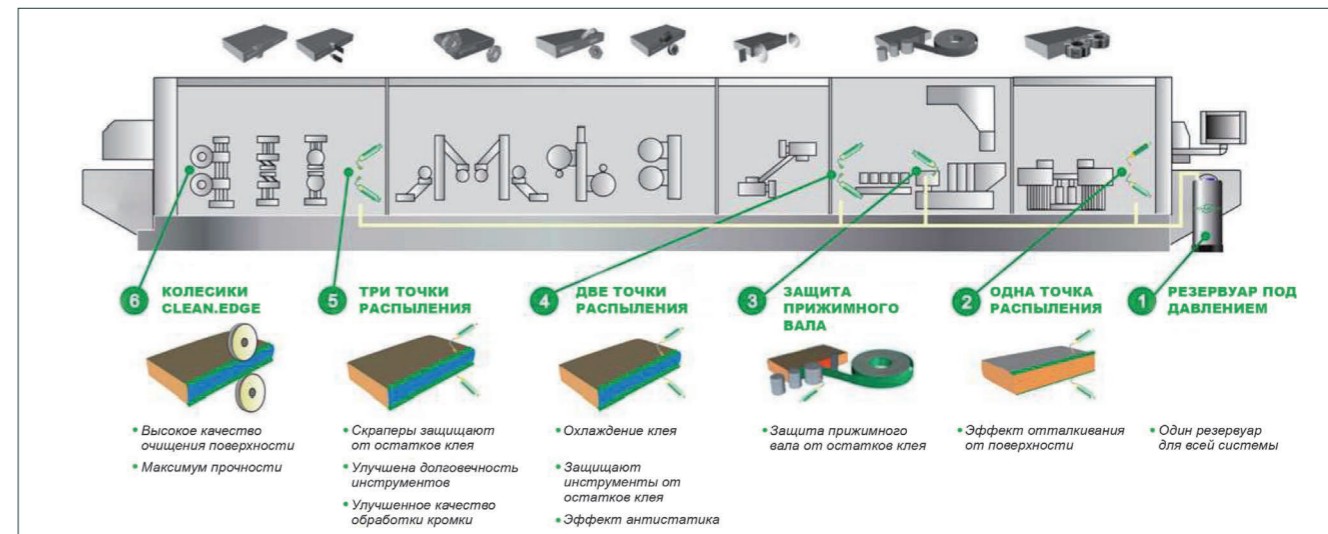 6
КОЛЕСИКИ
CLEAN.EDGE
• Высокое качество
очищения поверхности
• Максимум прочности
5
ТРИ ТОЧКИ
РАСПЫЛЕНИЯ
• Скраперы защищают
от остатков клея
• Улучшена долговечность
инструментов
• Улучшенное качество
обработки кромки
4
ДВЕ ТОЧКИ
РАСПЫЛЕНИЯ
• Охлаждение клея
• Защищают
инструменты от
остатков клея
• Эффект антистатика
3
ЗАЩИТА
ПРИЖИМНОГО
ВАЛА
• Защита прижимного
вала от остатков клея
2
ОДНА ТОЧКА
РАСПЫЛЕНИЯ
• Эффект отталкивания
от поверхности
1
РЕЗЕРВУАР ПОД
ДАВЛЕНИЕМ
• Один резервуар
для всей системы